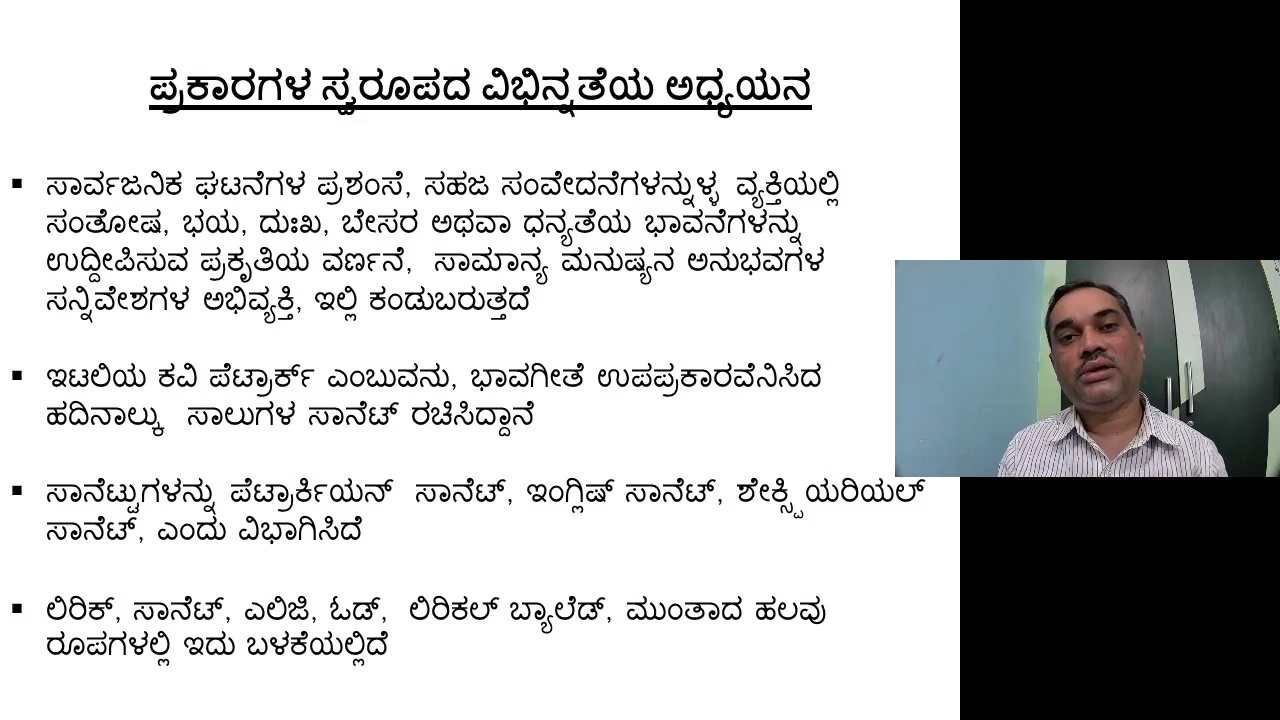 ಪ್ರಕಾರಗಳ ಸ್ವರೂಪದ ವಿಭಿನ್ನತೆಯ ಅಧ್ಯಯನ
▪ ಸಾರ್ವಜನಿಕ ಘಟನೆಗಳ ಪ್ರಶಂಸೆ, ಸಹಜ ಸಂವೇದನೆಗಳನ್ನುಳ್ಳ ವ್ಯಕ್ತಿಯಲ್ಲಿ
ಸಂತೋಷ, ಭಯ, ದುಃಖ, ಬೇಸರ ಅಥವಾ ಧನ್ಯತೆಯ ಭಾವನೆಗಳನ್ನು
ಉದ್ದೀಪಿಸುವ ಪ್ರಕೃತಿಯ ವರ್ಣನೆ, ಸಾಮಾನ್ಯ ಮನುಷ್ಯನ ಅನುಭವಗಳ
ಸನ್ನಿವೇಶಗಳ ಅಭಿವ್ಯಕ್ತಿ, ಇಲ್ಲಿ ಕಂಡುಬರುತ್ತದೆ
▪ ಇಟಲಿಯ ಕವಿ ಪೆಟ್ರಾರ್ಕ್ ಎಂಬುವನು, ಭಾವಗೀತೆ ಉಪಪ್ರಕಾರವೆನಿಸಿದ
ಹದಿನಾಲ್ಕು ಸಾಲುಗಳ ಸಾನೆಟ್ ರಚಿಸಿದ್ದಾನೆ
▪ ಸಾನೆಟ್ಟುಗಳನ್ನು ಪೆಟ್ರಾರ್ಕಿಯನ್ ಸಾನೆಟ್, ಇಂಗ್ಲಿಷ್ ಸಾನೆಟ್, ಶೇಕ್ಸ್ಪಿಯರಿಯಲ್
ಸಾನೆಟ್, ಎಂದು ವಿಭಾಗಿಸಿದೆ
▪ ಲಿರಿಕ್, ಸಾನೆಟ್, ಎಲಿಜಿ, ಓಡ್, ಲಿರಿಕಲ್ ಬ್ಯಾಲೆಡ್, ಮುಂತಾದ ಹಲವು
ರೂಪಗಳಲ್ಲಿ ಇದು ಬಳಕೆಯಲ್ಲಿದೆ